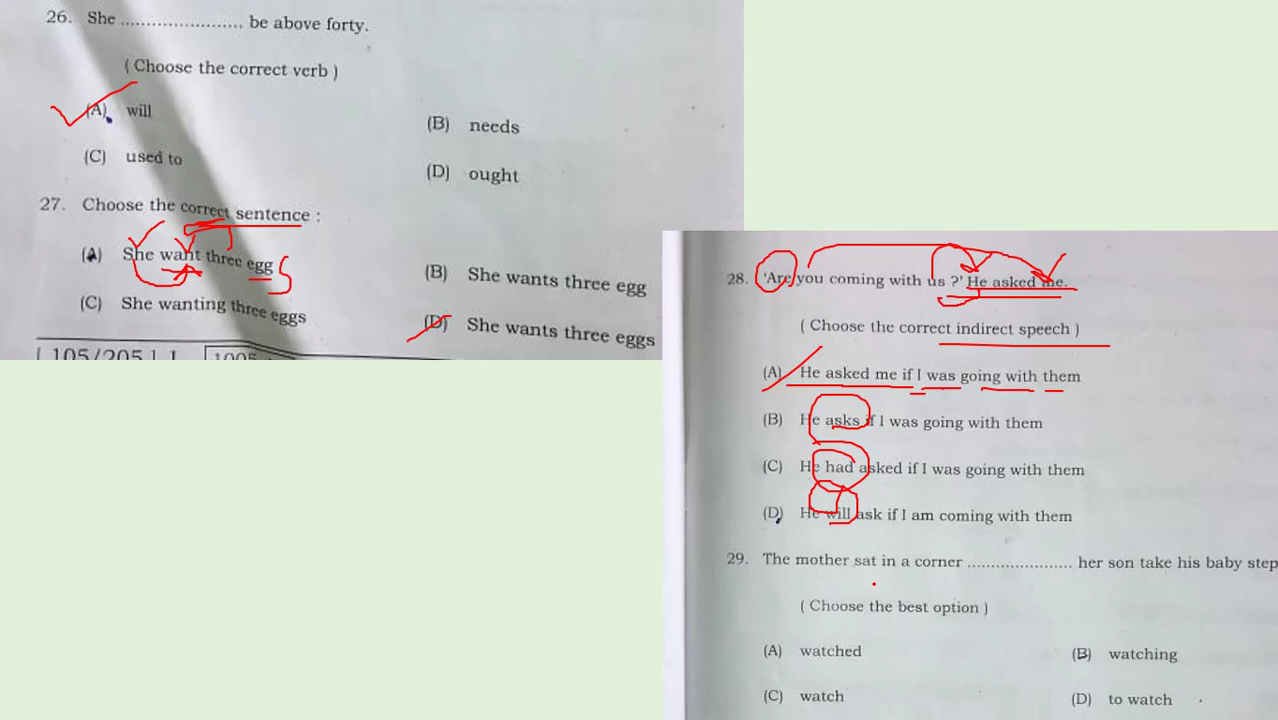 26. She ........................ be above forty.
( Choose the correct verb )
(A) will
(B) needs
(C) used to
(D) ought
27. Choose the correct sentence :
(A) She want three egg S
(B) She wants three egg
(C) She wanting three eggs
(D) She wants three eggs
[ 105/205 ] I
28. 'Are you coming with us ?' He asked me.
( Choose the correct indirect speech )
(A) He asked me if I was going with them
(B) He asks if I was going with them
(C) He had asked if I was going with them
(D) He will ask if I am coming with them
29. The mother sat in a corner ...................... her son take his baby step
( Choose the best option )
(A) watched
(B) watching
(C) watch
(D) to watch